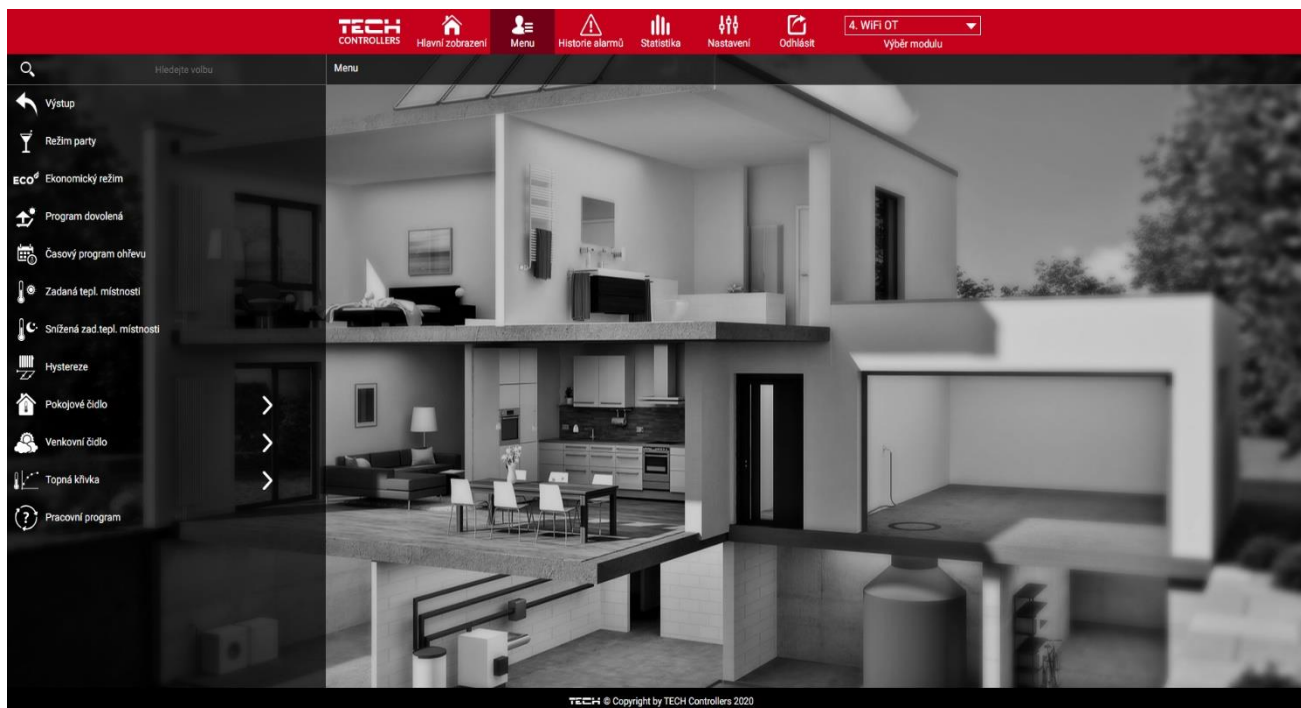 TECH
CONTROLLERS
Hlavní zobrazení
Menu
Historie alarmů
Statistika
Nastavení
Odhlásit
4. WiFi OT
Výběr modulu
Hledejte volbu
Menu
Výstup
Režim party
ECO Ekonomický režim
Program dovolená
Časový program ohřevu
Zadaná tepl. místnosti
Snížená zad.tepl. místnosti
Hystereze
Pokojové čidlo
Venkovní čidlo
Topná křivka
? Pracovní program
TECH © Copyright by TECH Controllers 2020